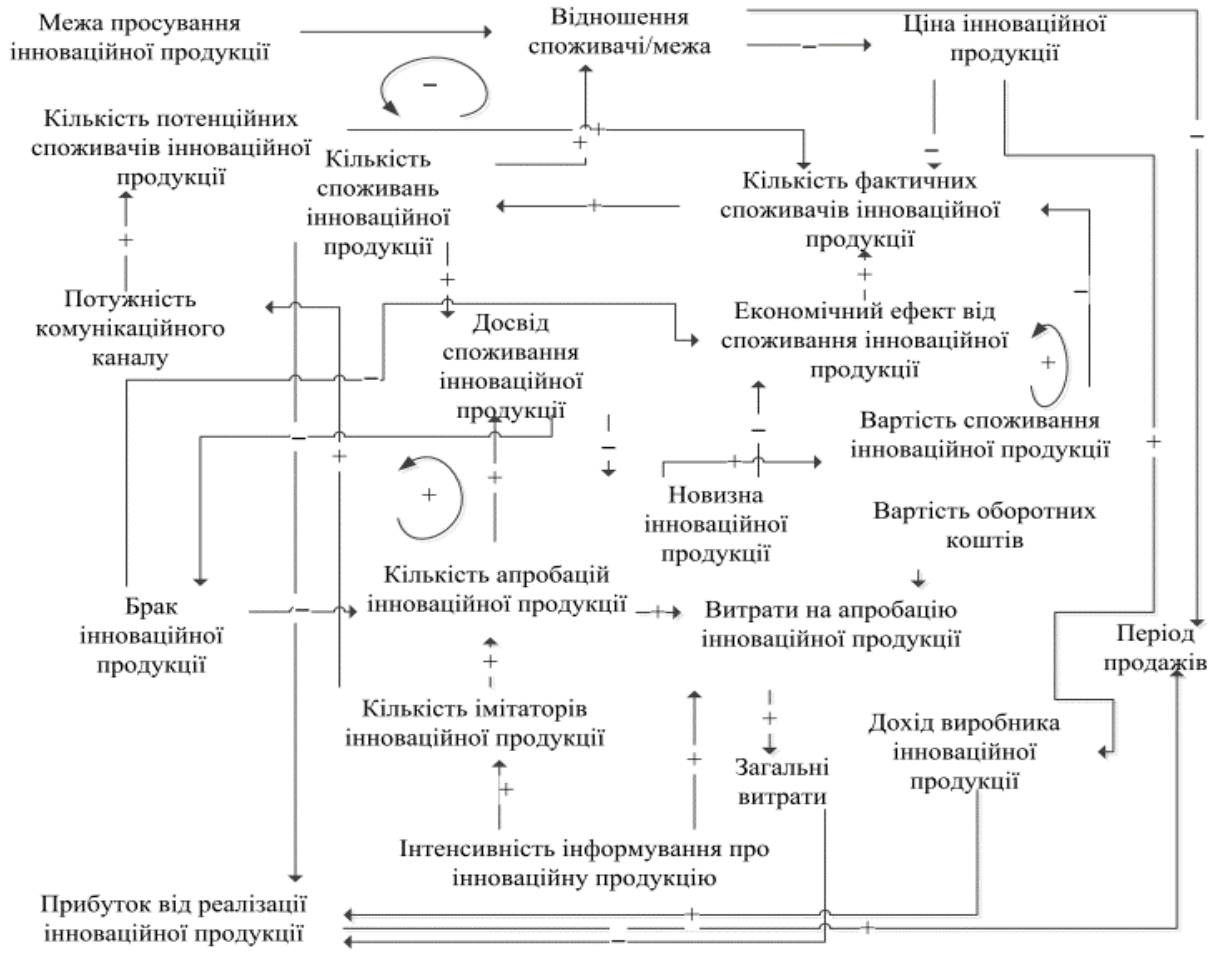 Межа просування
інноваційної продукції
Відношення
споживачі/межа
Ціна інноваційної
продукції
Кількість потенційних
споживачів інноваційної
продукції
Кількість
споживань
інноваційної
продукції
Кількість фактичних
споживачів інноваційної
продукції
Потужність
комунікаційного
каналу
Досвід
споживання
інноваційної
продукції
Економічний ефект від
споживання інноваційної
продукції
Вартість споживання
інноваційної продукції
Новизна
інноваційної
продукції
Вартість оборотних
коштів
Брак
інноваційної
продукції
Кількість апробацій
інноваційної продукції
Витрати на апробацію
інноваційної продукції
Період
продажів
Кількість імітаторів
інноваційної продукції
Загальні
витрати
Дохід виробника
інноваційної
продукції
Інтенсивність інформування про
інноваційну продукцію
Прибуток від реалізації
інноваційної продукції